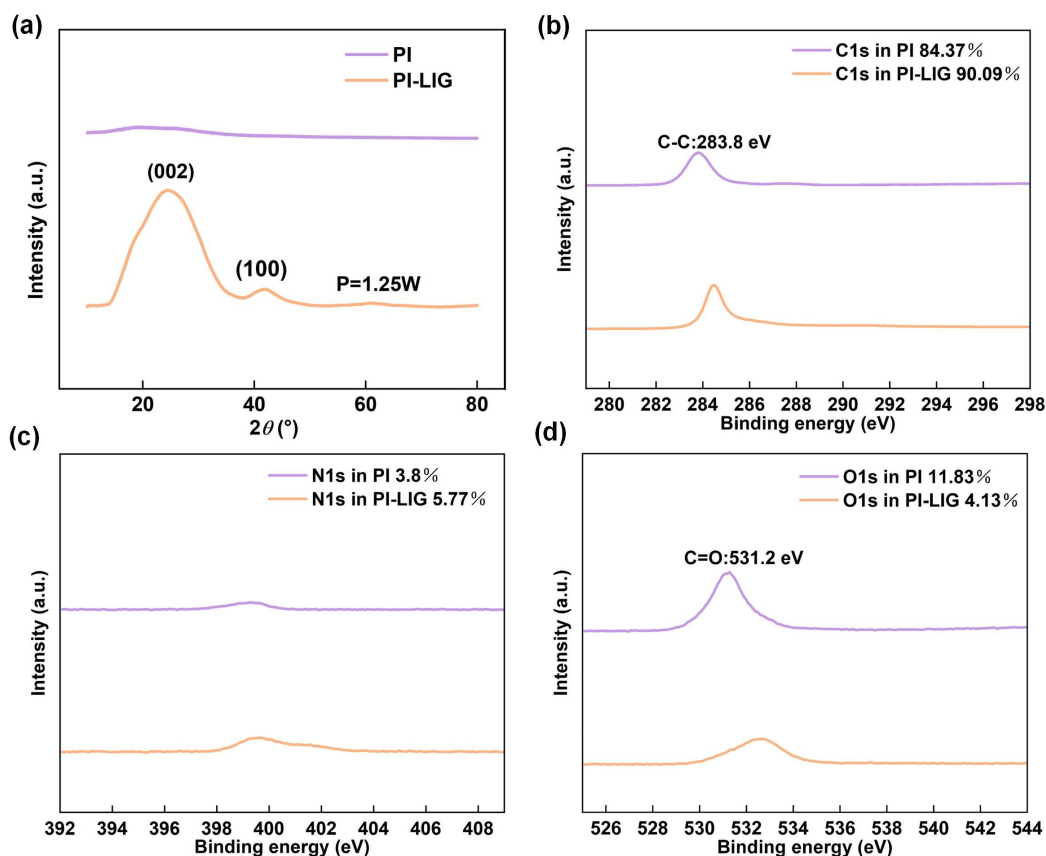 (a)
PI
PI-LIG
(002)
(100)
P=1.25W
Intensity (a.u.)
20 40 60 80
2θ (°)
(b)
C1s in PI 84.37%
C1s in PI-LIG 90.09%
C-C:283.8 eV
Intensity (a.u.)
280 282 284 286 288 290 292 294 296 298
Binding energy (eV)
(c)
N1s in PI 3.8%
N1s in PI-LIG 5.77%
Intensity (a.u.)
392 394 396 398 400 402 404 406 408
Binding energy (eV)
(d)
O1s in PI 11.83%
O1s in PI-LIG 4.13%
C=O:531.2 eV
Intensity (a.u.)
526 528 530 532 534 536 538 540 542 544
Binding energy (eV)